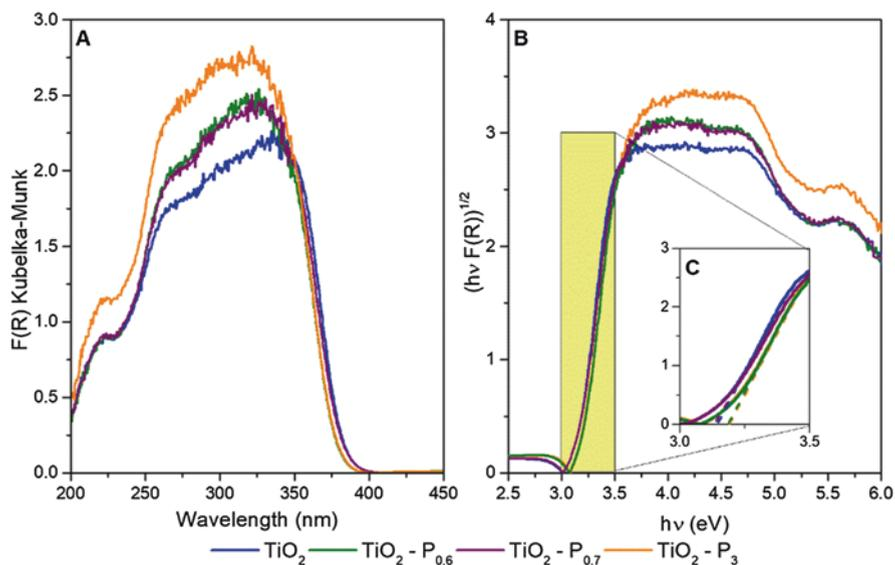 A
F(R) Kubelka-Munk
3.0
2.5
2.0
1.5
1.0
0.5
0.0
200 250 300 350 400 450
Wavelength (nm)
B
(hν F(R))^1/2
4
3
2
1
0
2.5 3.0 3.5 4.0 4.5 5.0 5.5 6.0
hν (eV)
C
3
2
1
0
3.0 3.5
TiO₂ TiO₂ - P₀.₆ TiO₂ - P₀.₇ TiO₂ - P₃